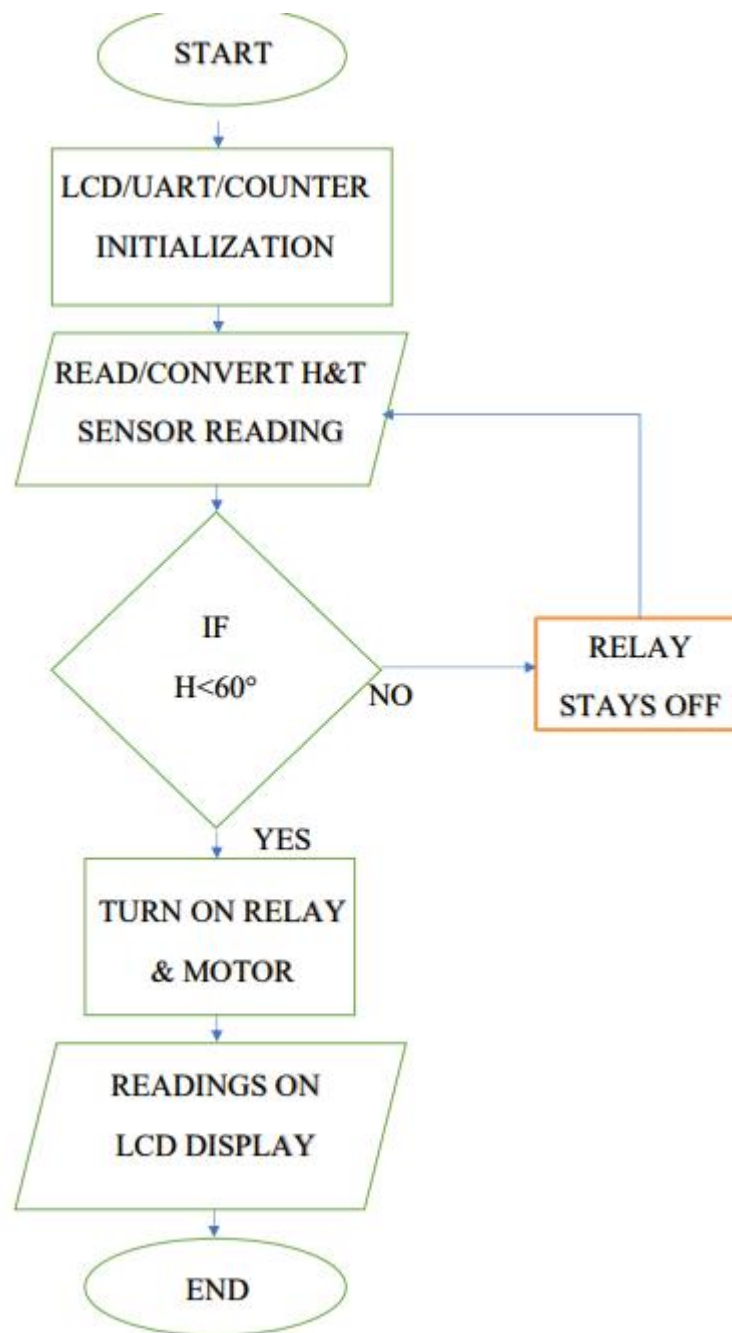 START
LCD/UART/COUNTER
INITIALIZATION
READ/CONVERT H&T
SENSOR READING
IF
H<60°
NO
RELAY
STAYS OFF
YES
TURN ON RELAY
& MOTOR
READINGS ON
LCD DISPLAY
END